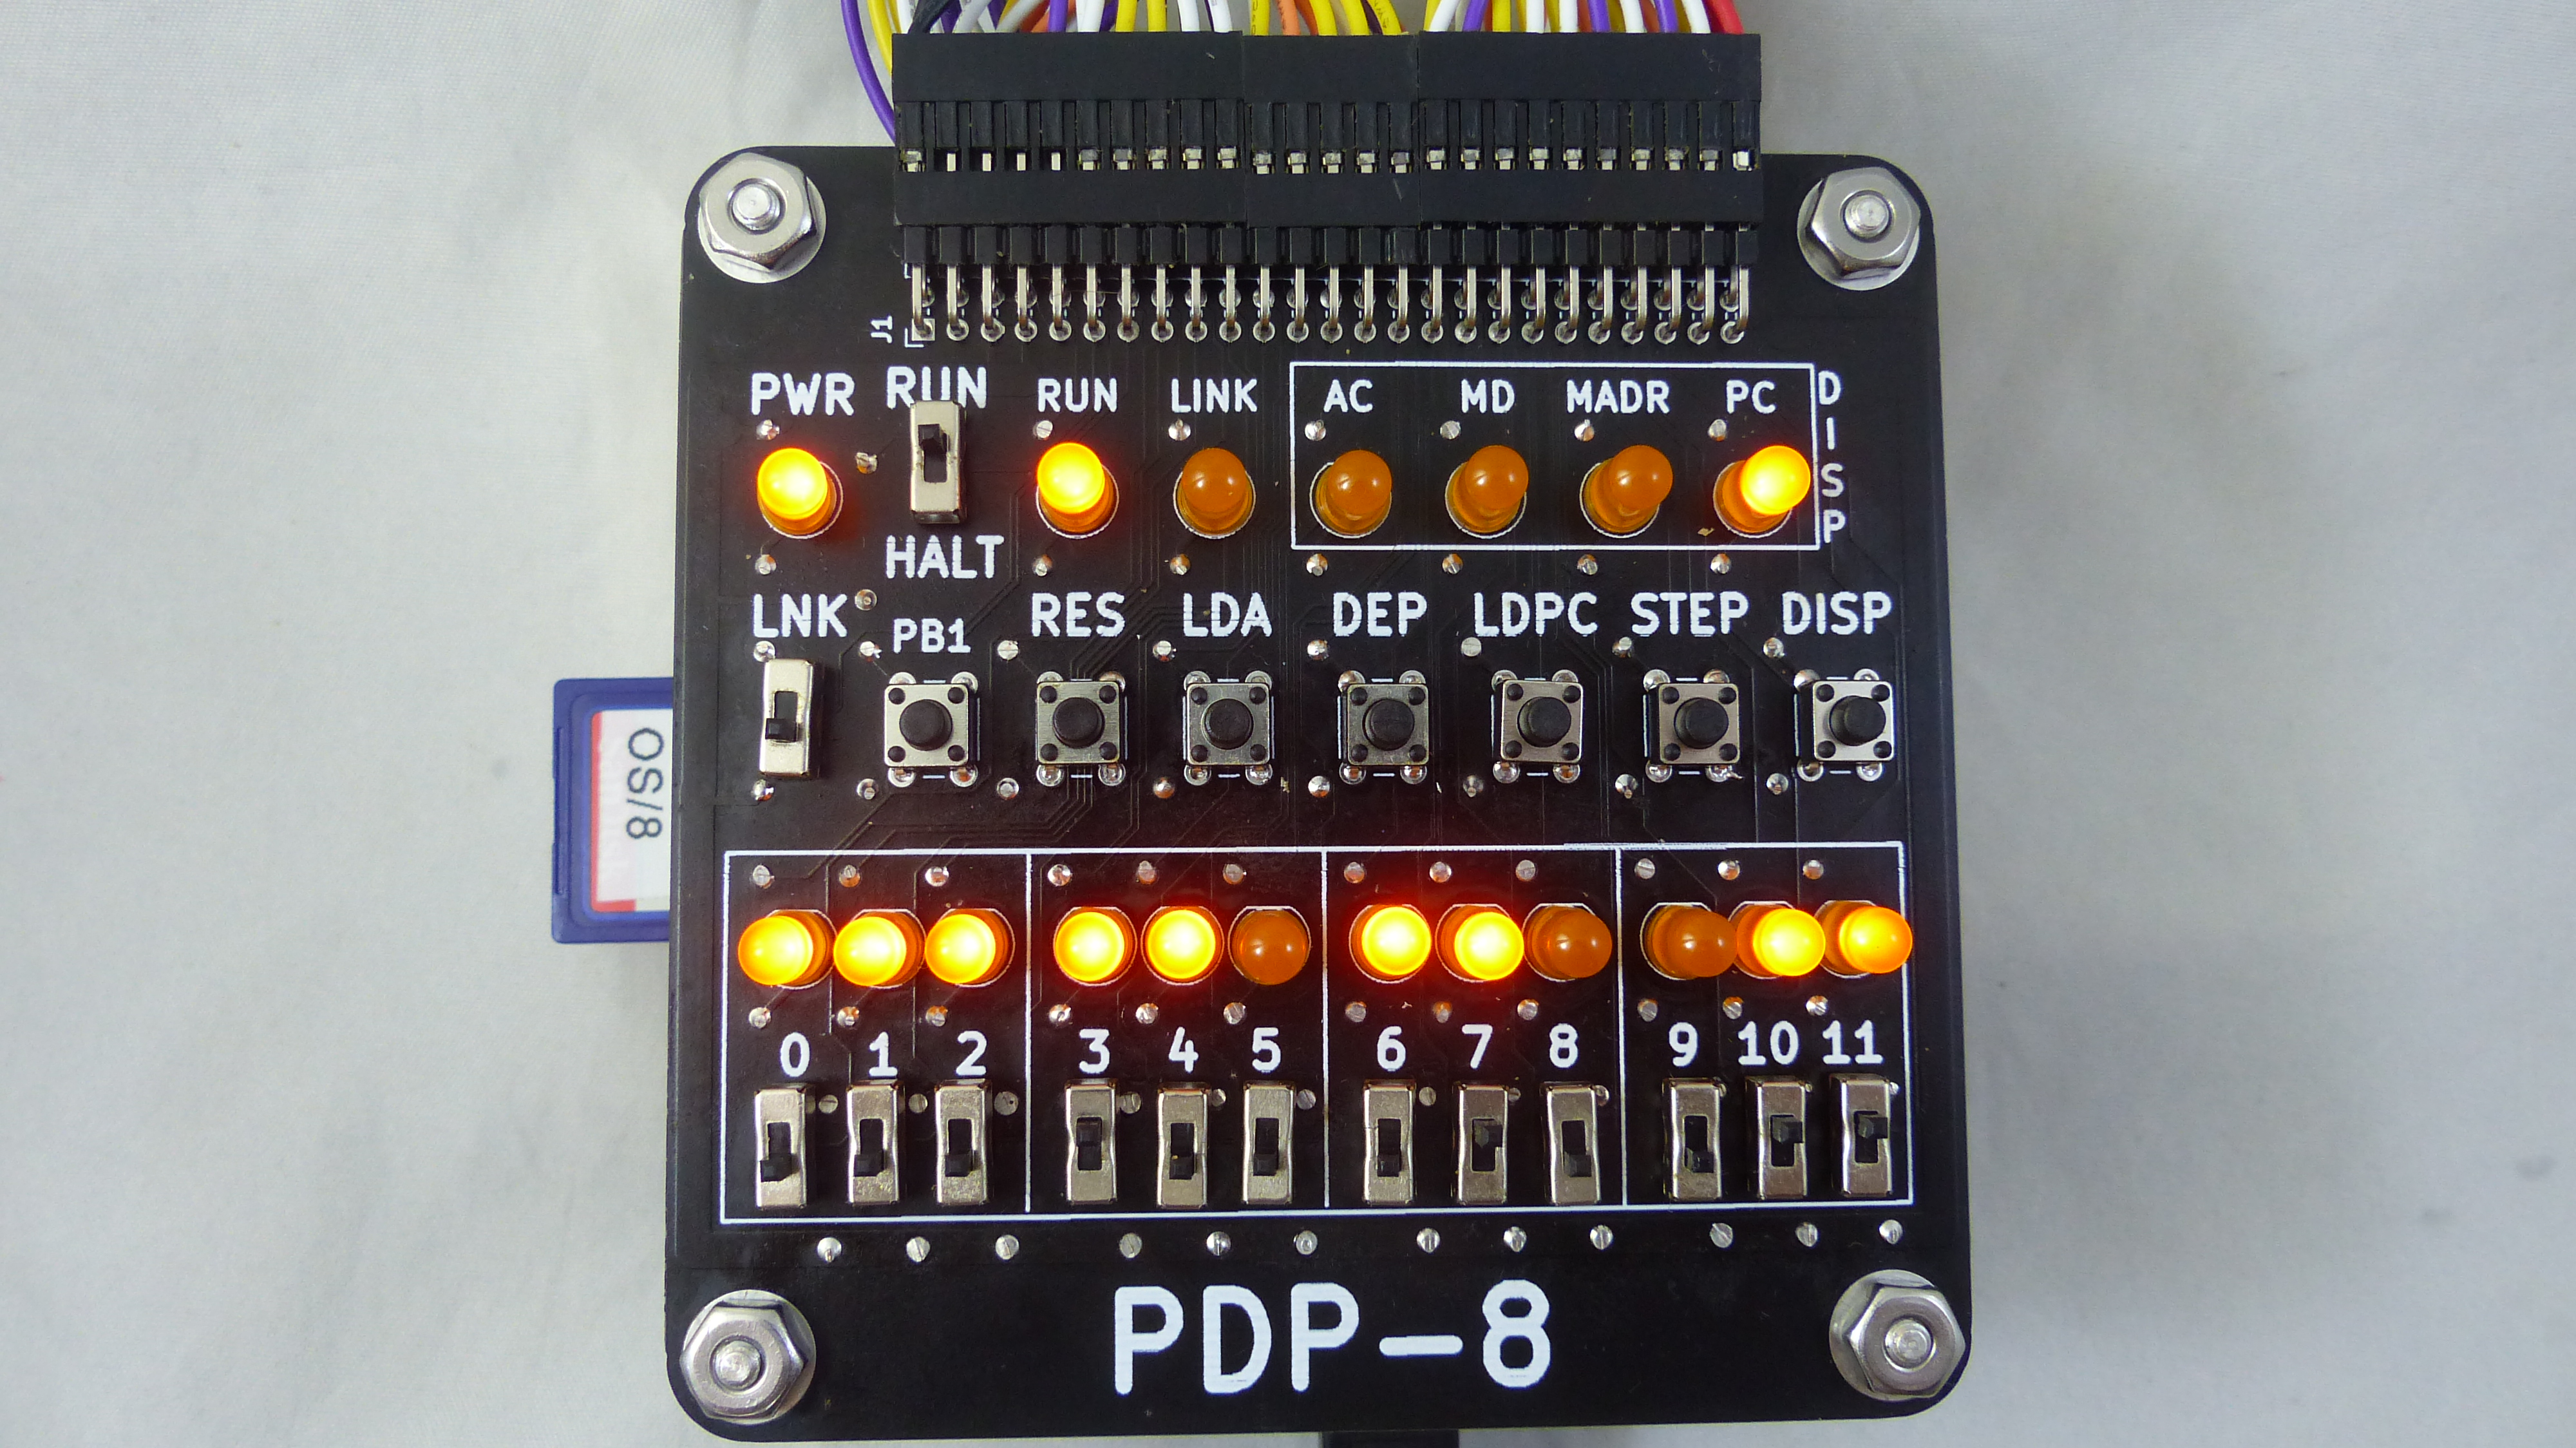 J1
PWR RUN RUN LINK AC MD MADR PC DISP
HALT
LNK PB1 RES LDA DEP LDPC STEP DISP
OS/8
0 1 2 3 4 5 6 7 8 9 10 11
PDP-8